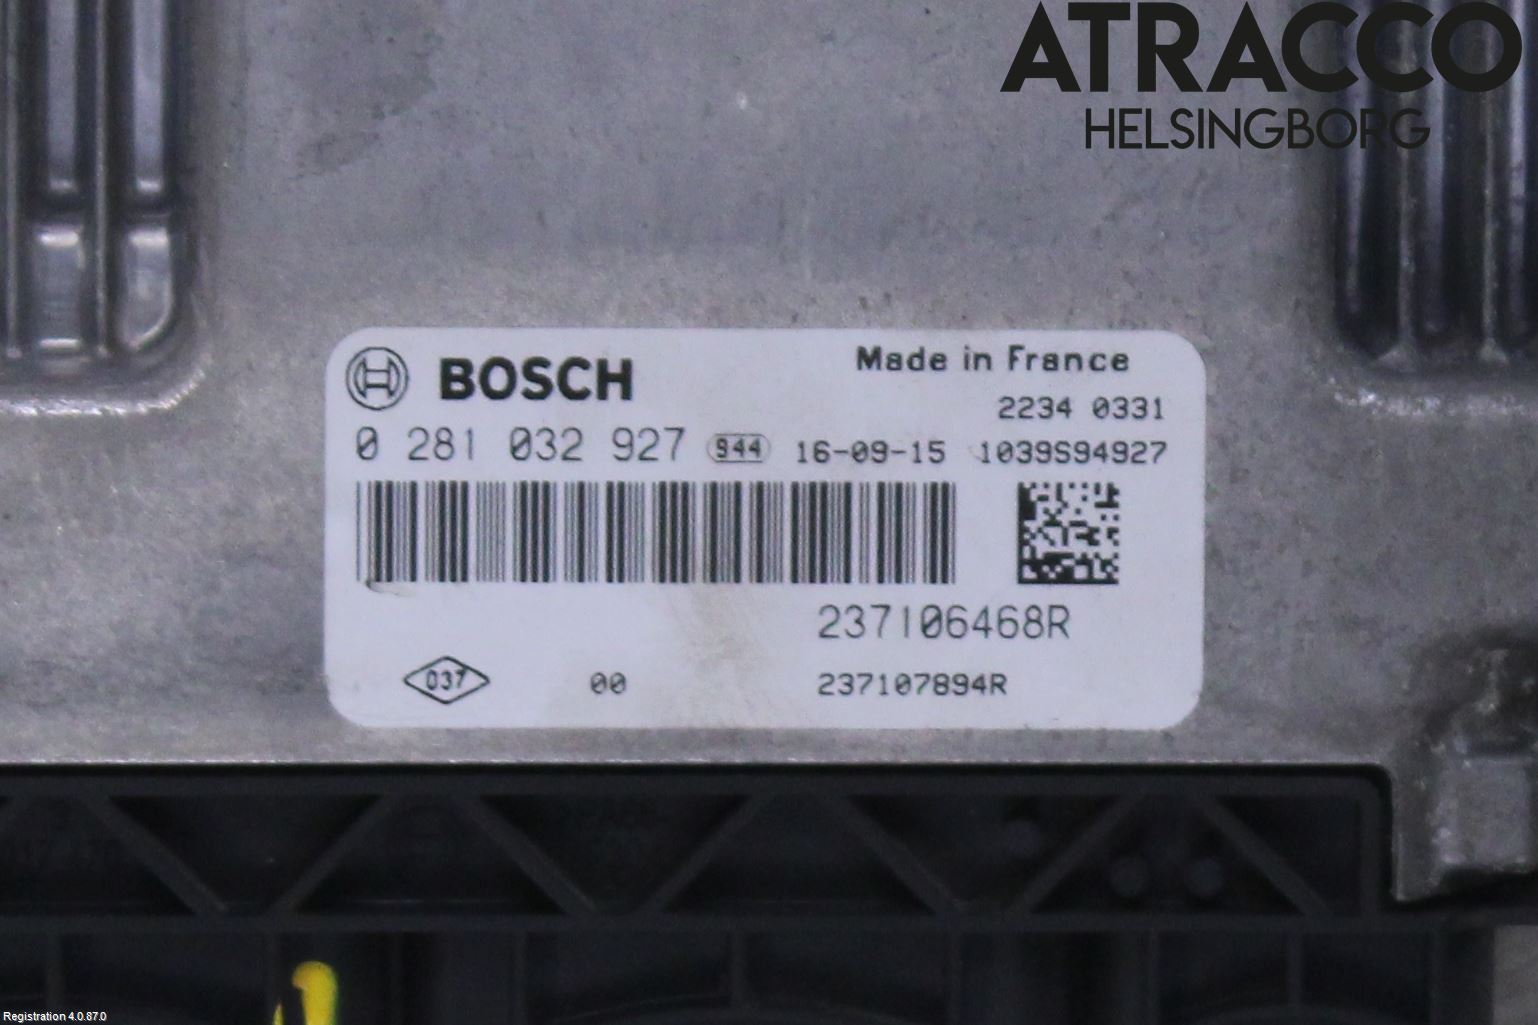 ATRACCO
HELSINGBORG
BOSCH
Made in France
2234 0331
0 281 032 927 944 16-09-15 1039S94927
237106468R
037 00 237107894R
Registration 4.0.87.0